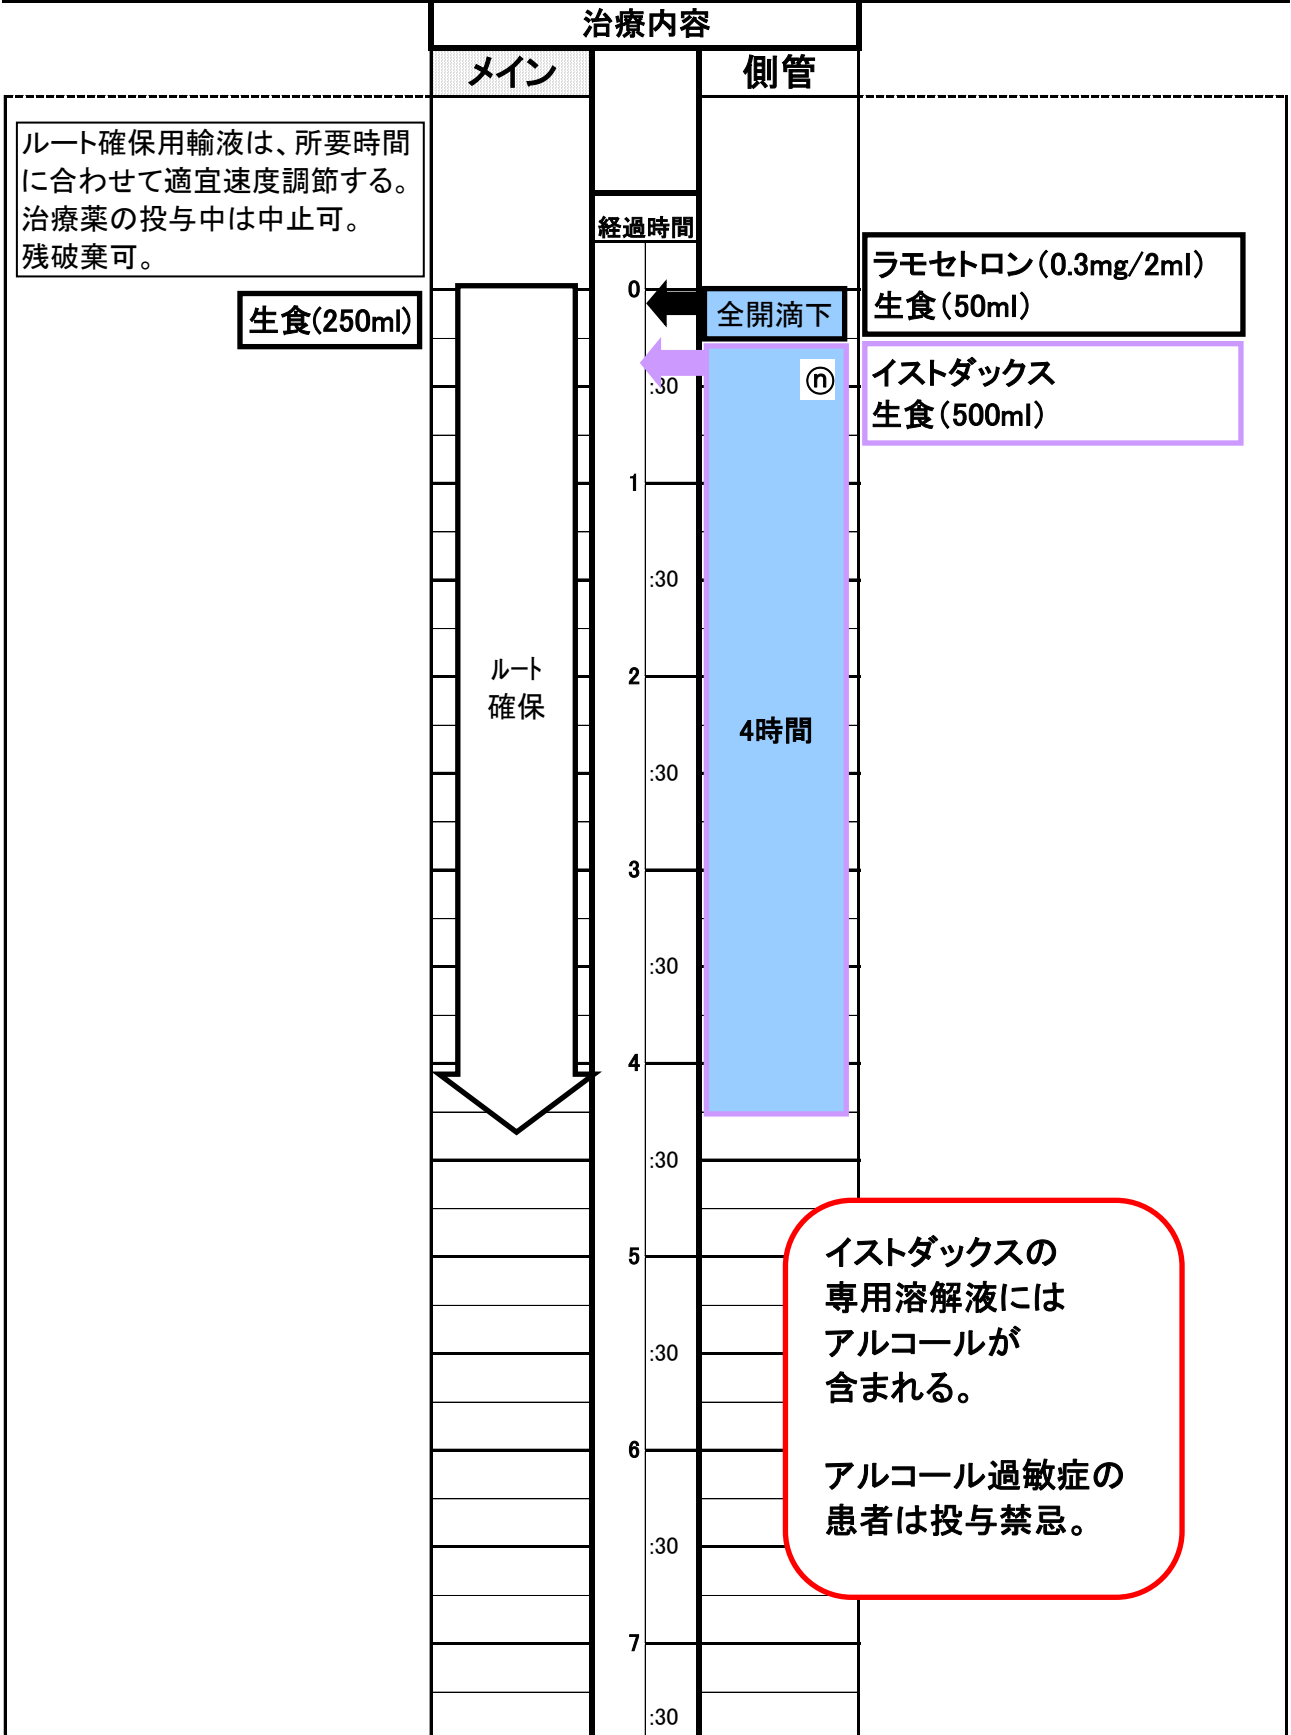 治療内容
メイン
側管
ルート確保用輸液は、所要時間
に合わせて適宜速度調節する。
治療薬の投与中は中止可。
残破棄可。
経過時間
ラモセトロン(0.3mg/2ml)
生食(50ml)
生食(250ml)
0
全開滴下
イストダックス
生食(500ml)
ⓝ
:30
1
:30
ルート
確保
2
4時間
:30
3
:30
4
:30
5
イストダックスの
専用溶解液には
アルコールが
含まれる。
:30
6
アルコール過敏症の
患者は投与禁忌。
:30
7
:30